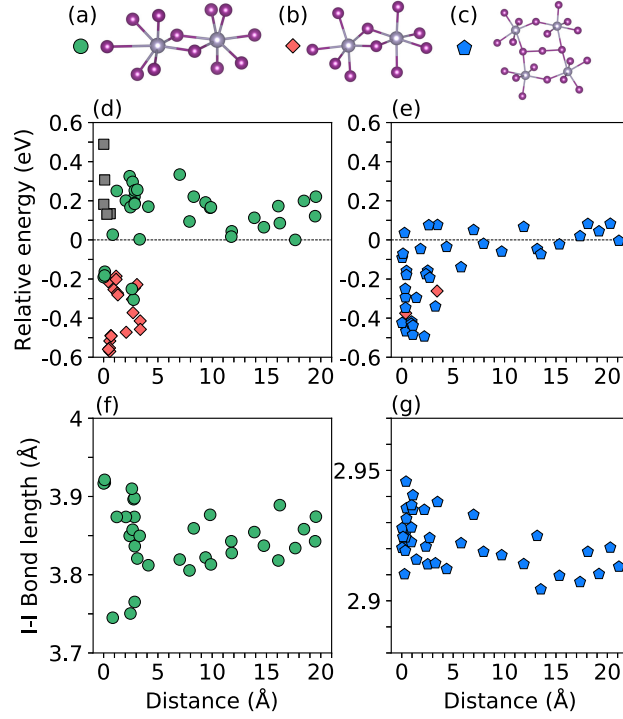 (a) (b) (c)
(d) (e)
0.6 0.6
0.4 0.4
0.2 0.2
0 0
-0.2 -0.2
-0.4 -0.4
-0.6 -0.6
Relative energy (eV)
0 5 10 15 20 0 5 10 15 20
(f) (g)
4
3.9
3.8
3.7
I-I Bond length (Å)
2.95
2.9
0 5 10 15 20 0 5 10 15 20
Distance (Å) Distance (Å)